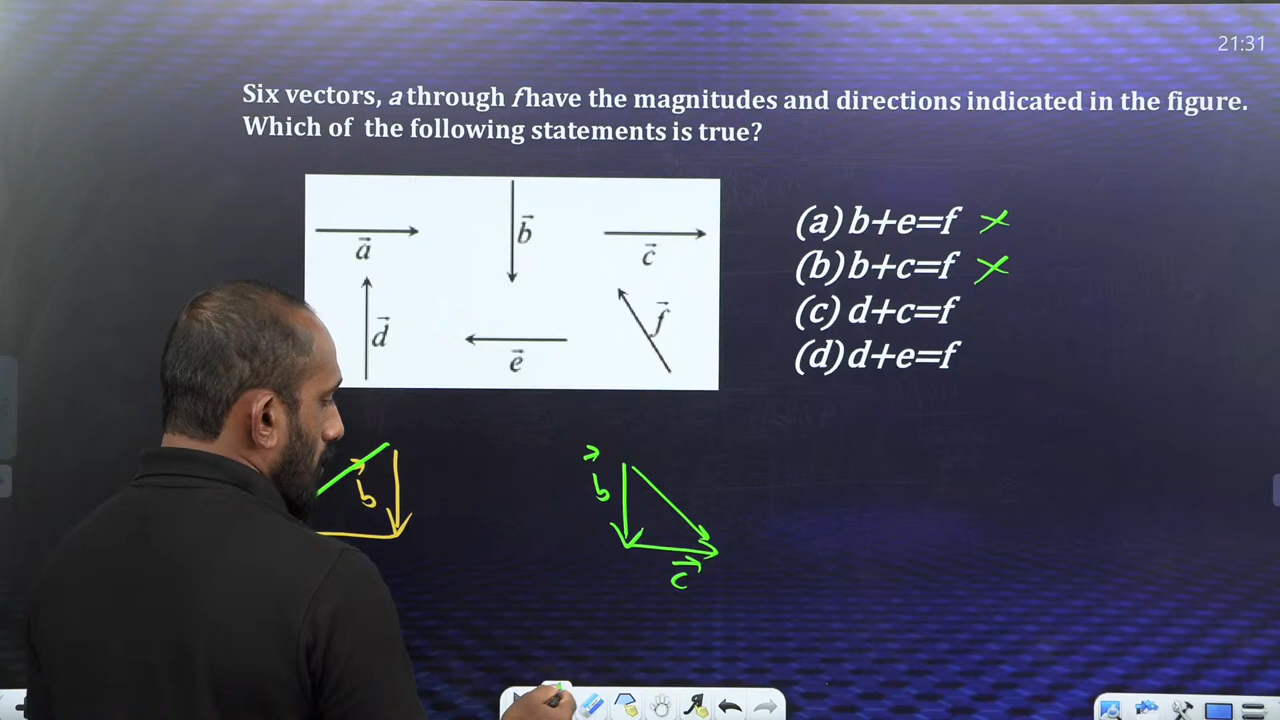 21:31
Six vectors, a through f have the magnitudes and directions indicated in the figure.
Which of the following statements is true?
a
b
c
d
e
f
(a) b+e=f ×
(b) b+c=f ×
(c) d+c=f
(d) d+e=f
b
b
c